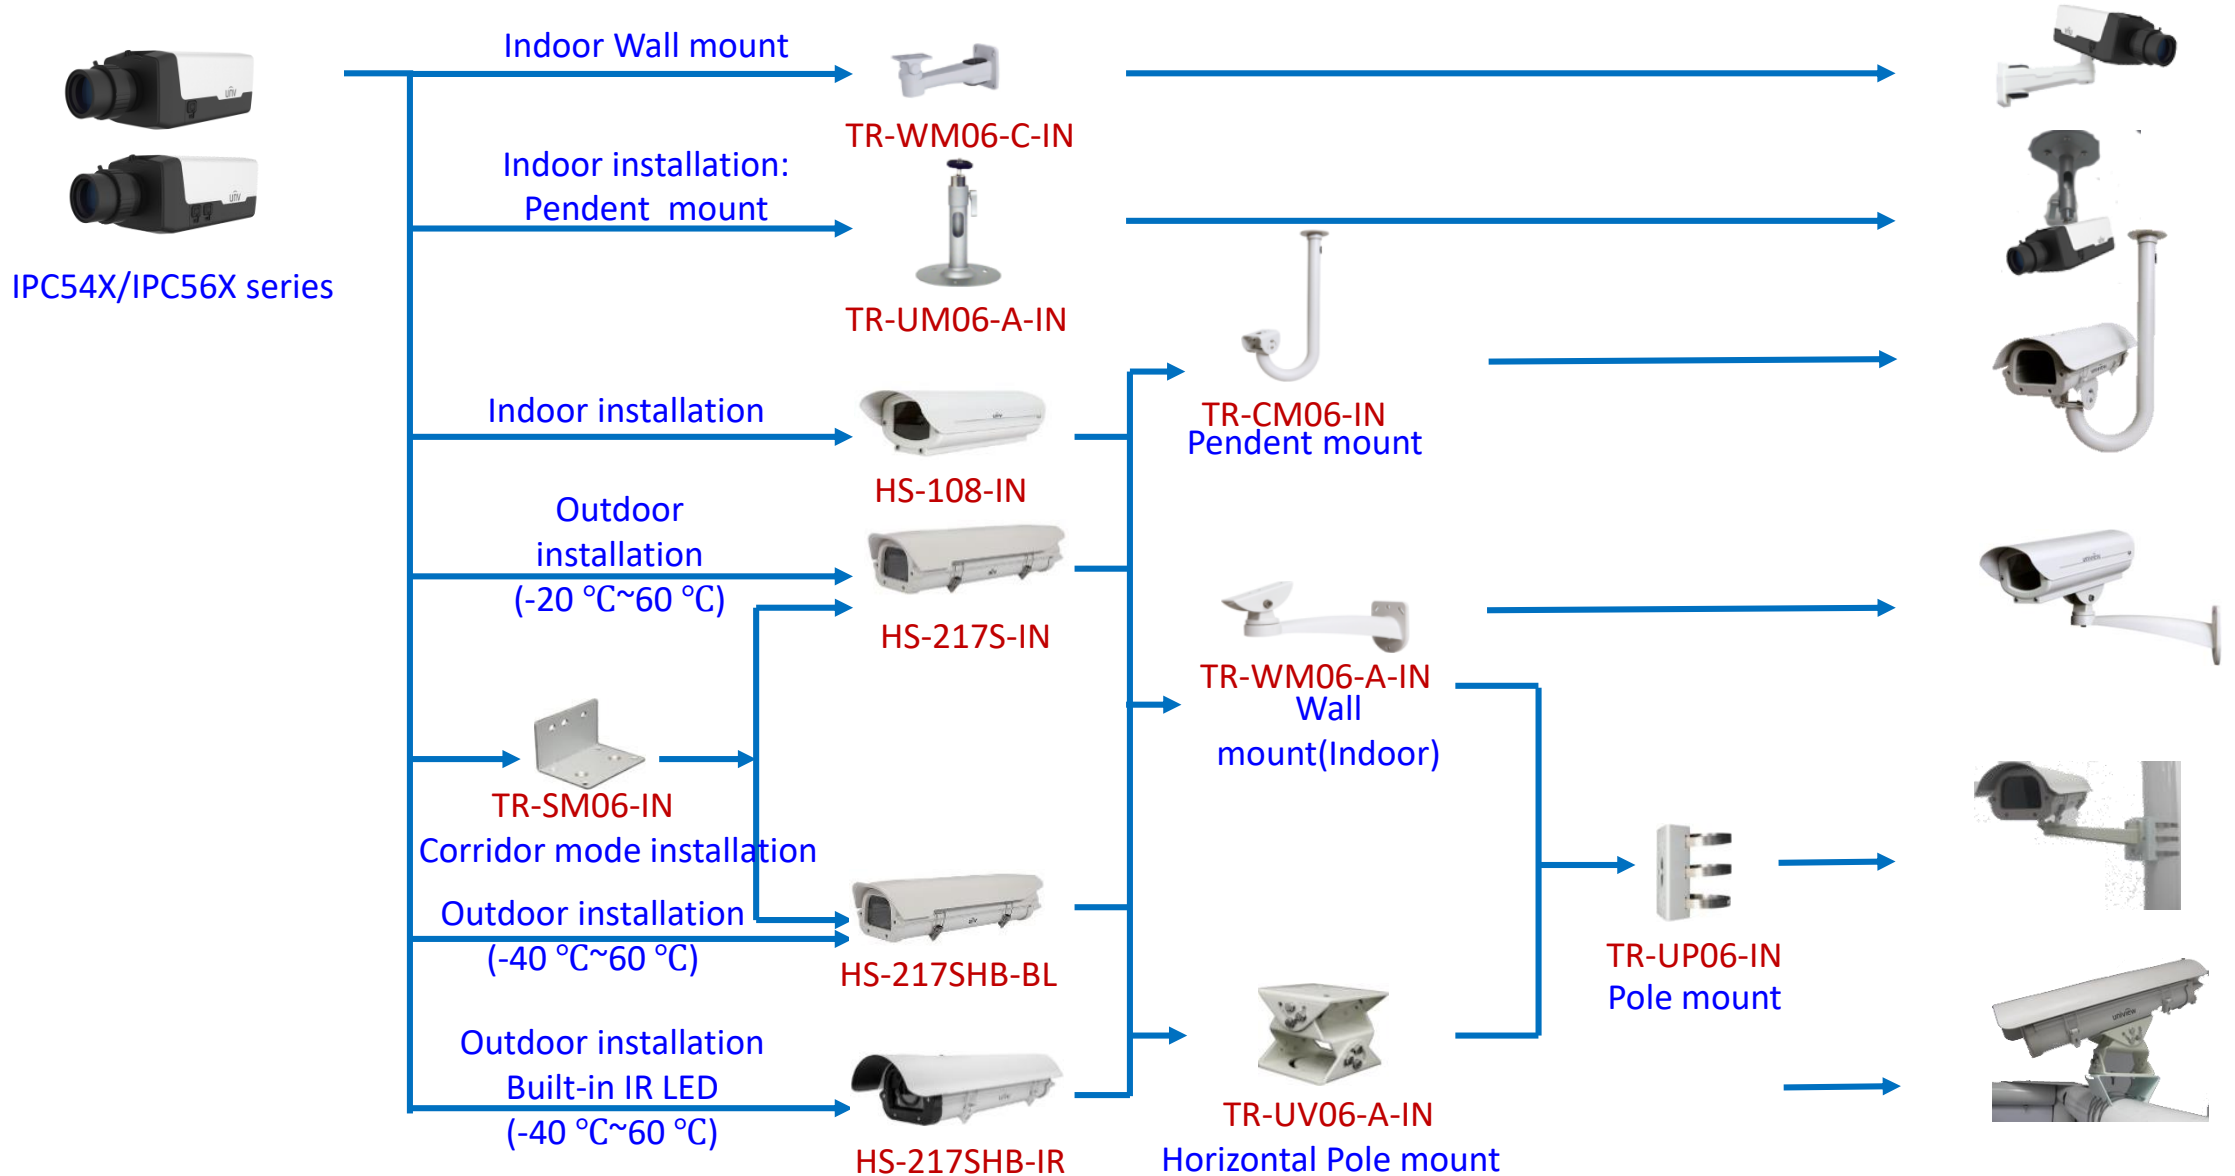 Indoor Wall mount
TR-WM06-C-IN
unv
unv
IPC54X/IPC56X series
Indoor installation:
Pendent mount
TR-UM06-A-IN
Indoor installation
HS-108-IN
TR-CM06-IN
Pendent mount
Outdoor
installation
(-20 ℃~60 ℃)
HS-217S-IN
TR-WM06-A-IN
Wall
mount(Indoor)
TR-SM06-IN
Corridor mode installation
Outdoor installation
(-40 ℃~60 ℃)
HS-217SHB-BL
TR-UP06-IN
Pole mount
Outdoor installation
Built-in IR LED
(-40 ℃~60 ℃)
HS-217SHB-IR
TR-UV06-A-IN
Horizontal Pole mount
uniview